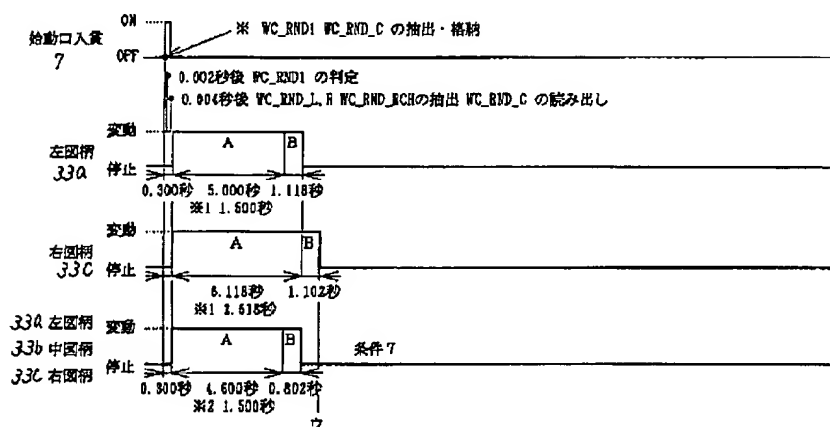 ON
※ WC_RND1 WC_RND_C の抽出・格納
始動口入賞
7
OFF
0.002秒後 WC_RND1 の判定
0.004秒後 WC_RND_L,R WC_RND_RCHの抽出 WC_RND_C の読み出し
変動
A B
左図柄
33a
停止
0.300秒 5.000秒 1.118秒
※1 1.500秒
変動
A B
右図柄
33c
停止
6.118秒 1.102秒
※1 2.618秒
33a 左図柄 変動
A B
33b 中図柄
条件7
停止
33c 右図柄
0.300秒 4.600秒 0.802秒
※2 1.500秒
ウ